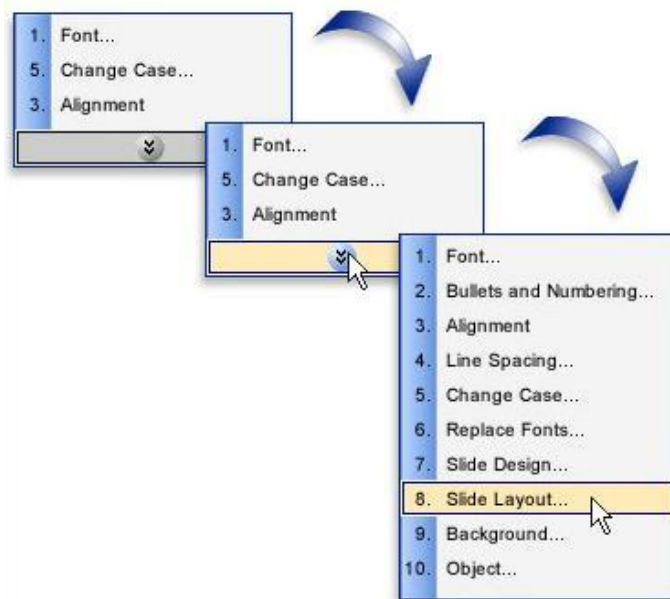 1. Font...
5. Change Case...
3. Alignment
1. Font...
5. Change Case...
3. Alignment
1. Font...
2. Bullets and Numbering...
3. Alignment
4. Line Spacing...
5. Change Case...
6. Replace Fonts...
7. Slide Design...
8. Slide Layout...
9. Background...
10. Object...